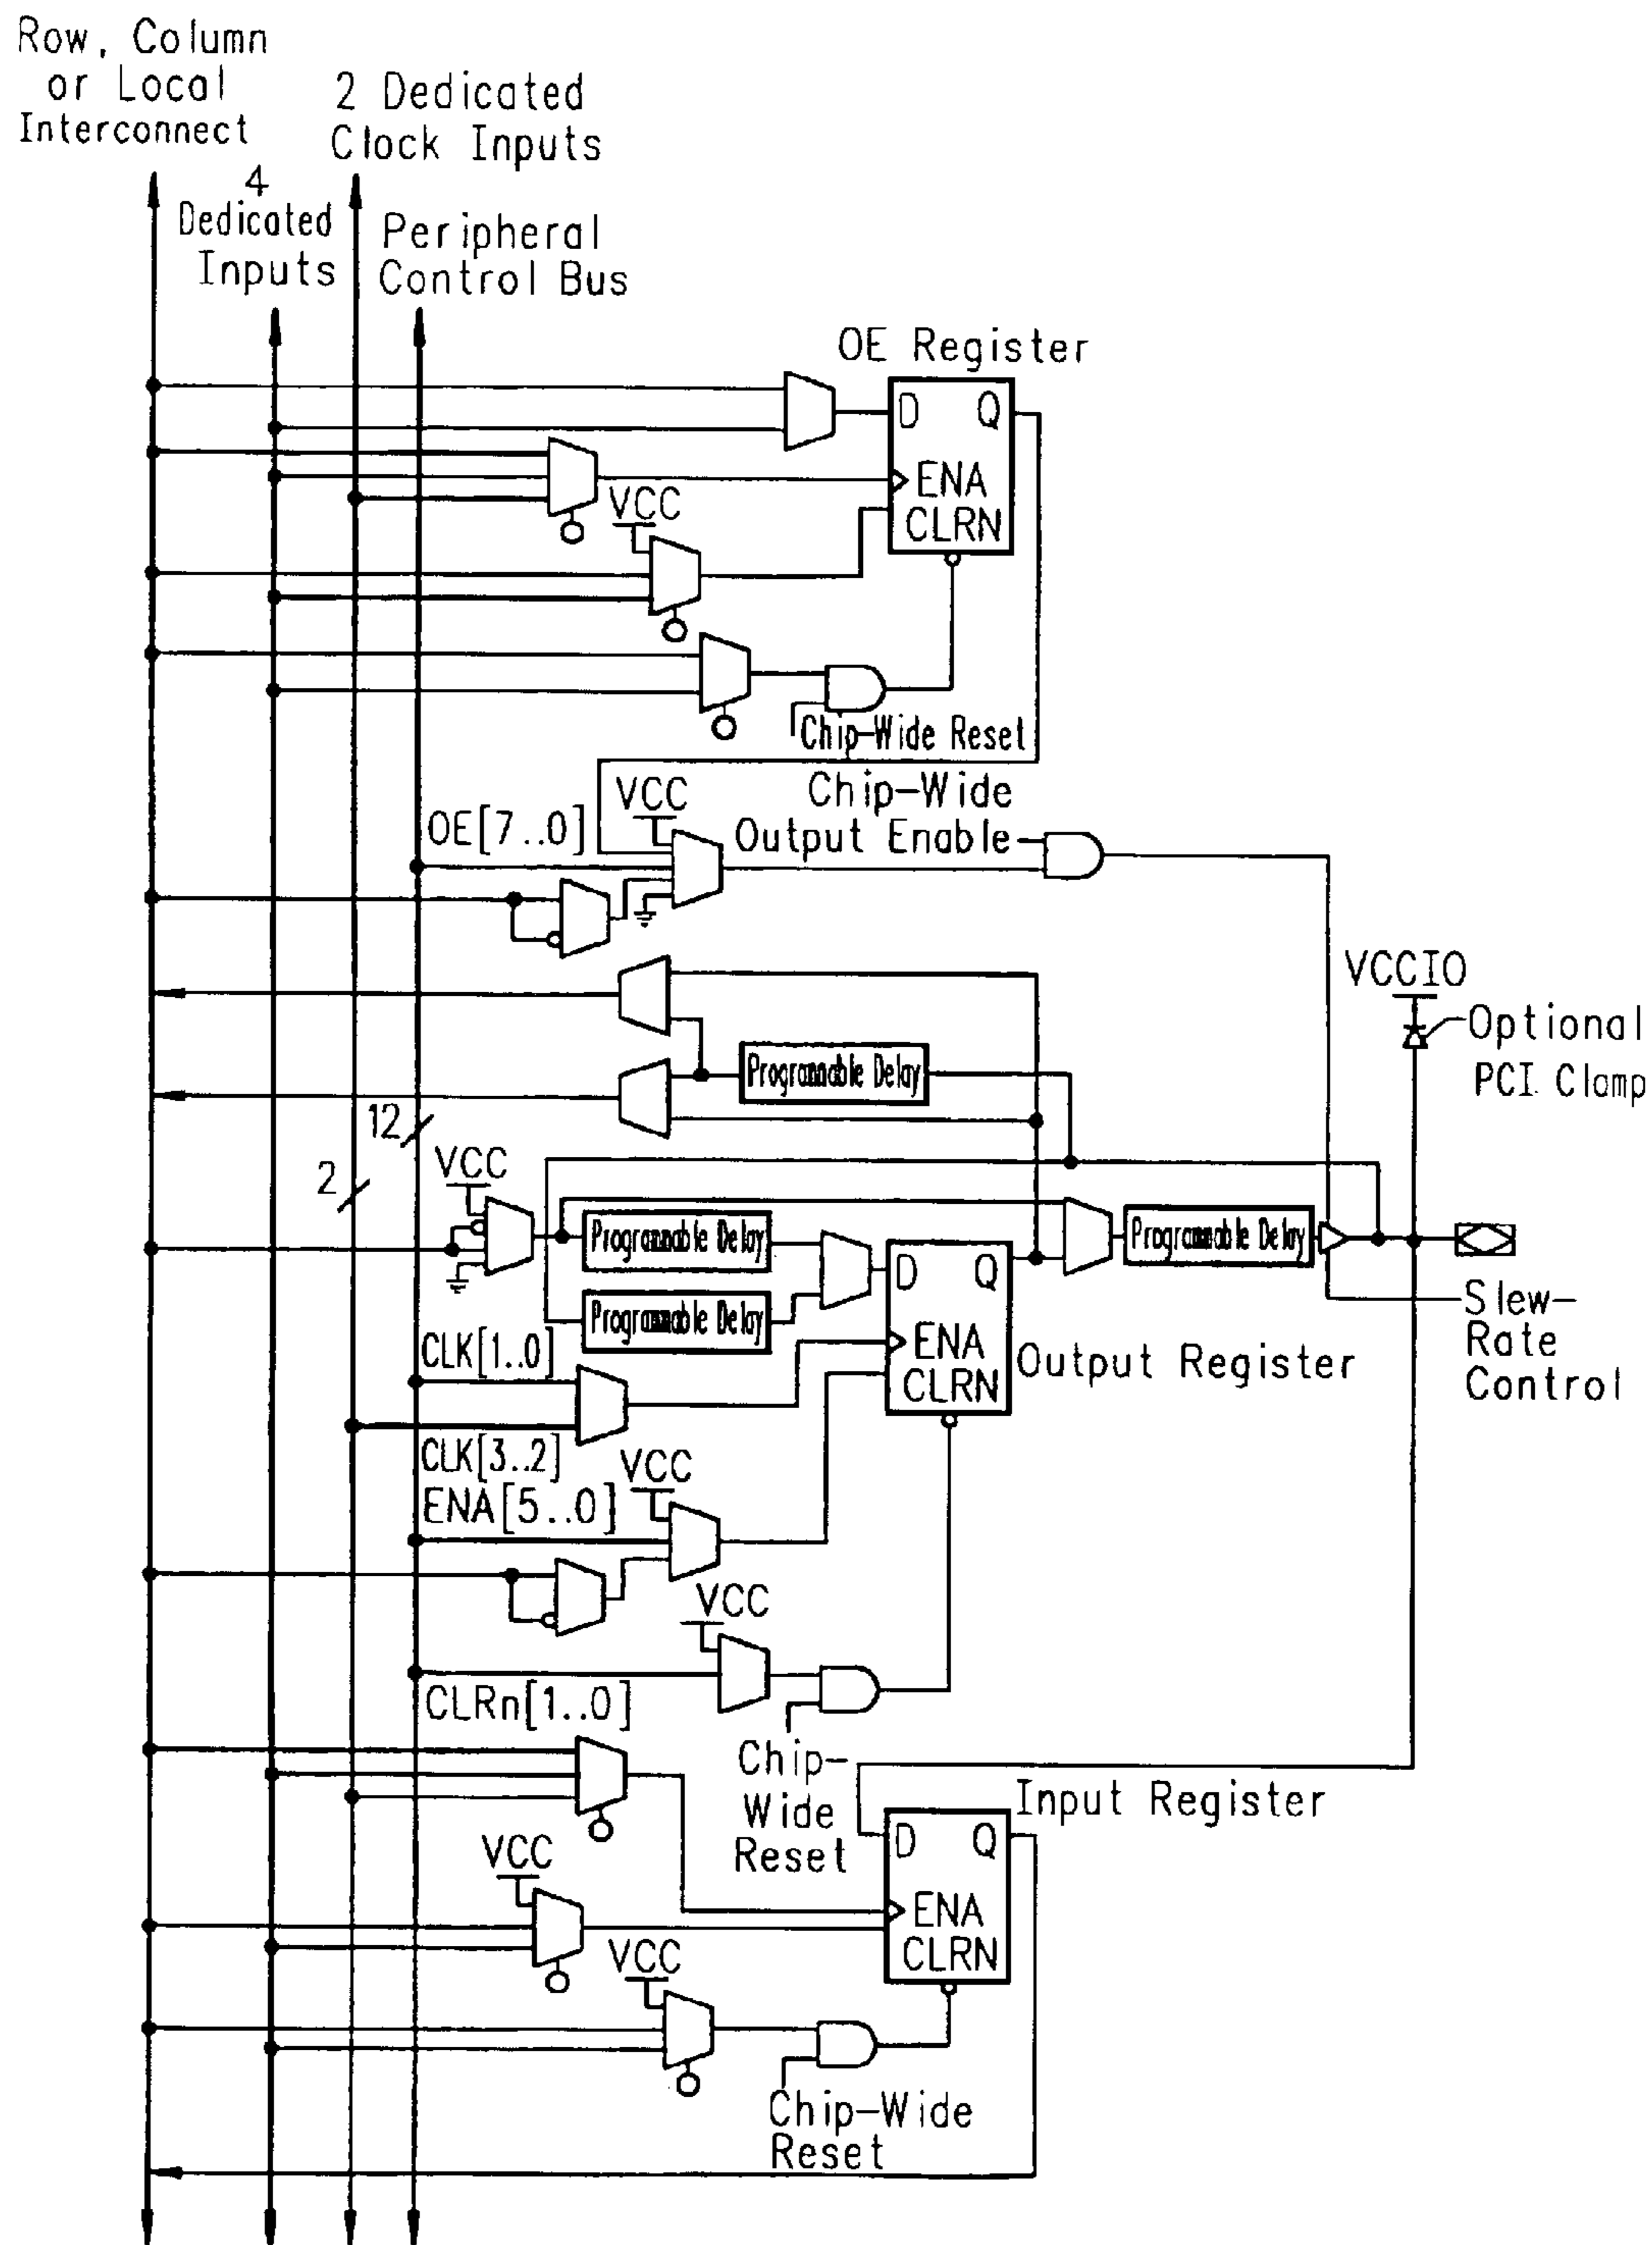 Row, Column
or Local
Interconnect
2 Dedicated
Clock Inputs
4
Dedicated
Inputs
Peripheral
Control Bus
OE Register
D Q
ENA
CLRN
VCC
Chip-Wide Reset
VCC
Chip-Wide
Output Enable
OE[7..0]
VCCIO
Optional
PCI Clamp
Programmable Delay
12
2
VCC
Programmable Delay
Programmable Delay
Programmable Delay
D Q
ENA
CLRN
Output Register
Slew-
Rate
Control
CLK[1..0]
CLK[3..2]
ENA[5..0]
VCC
VCC
CLRn[1..0]
Chip-
Wide
Reset
Input Register
D Q
ENA
CLRN
VCC
VCC
Chip-Wide
Reset